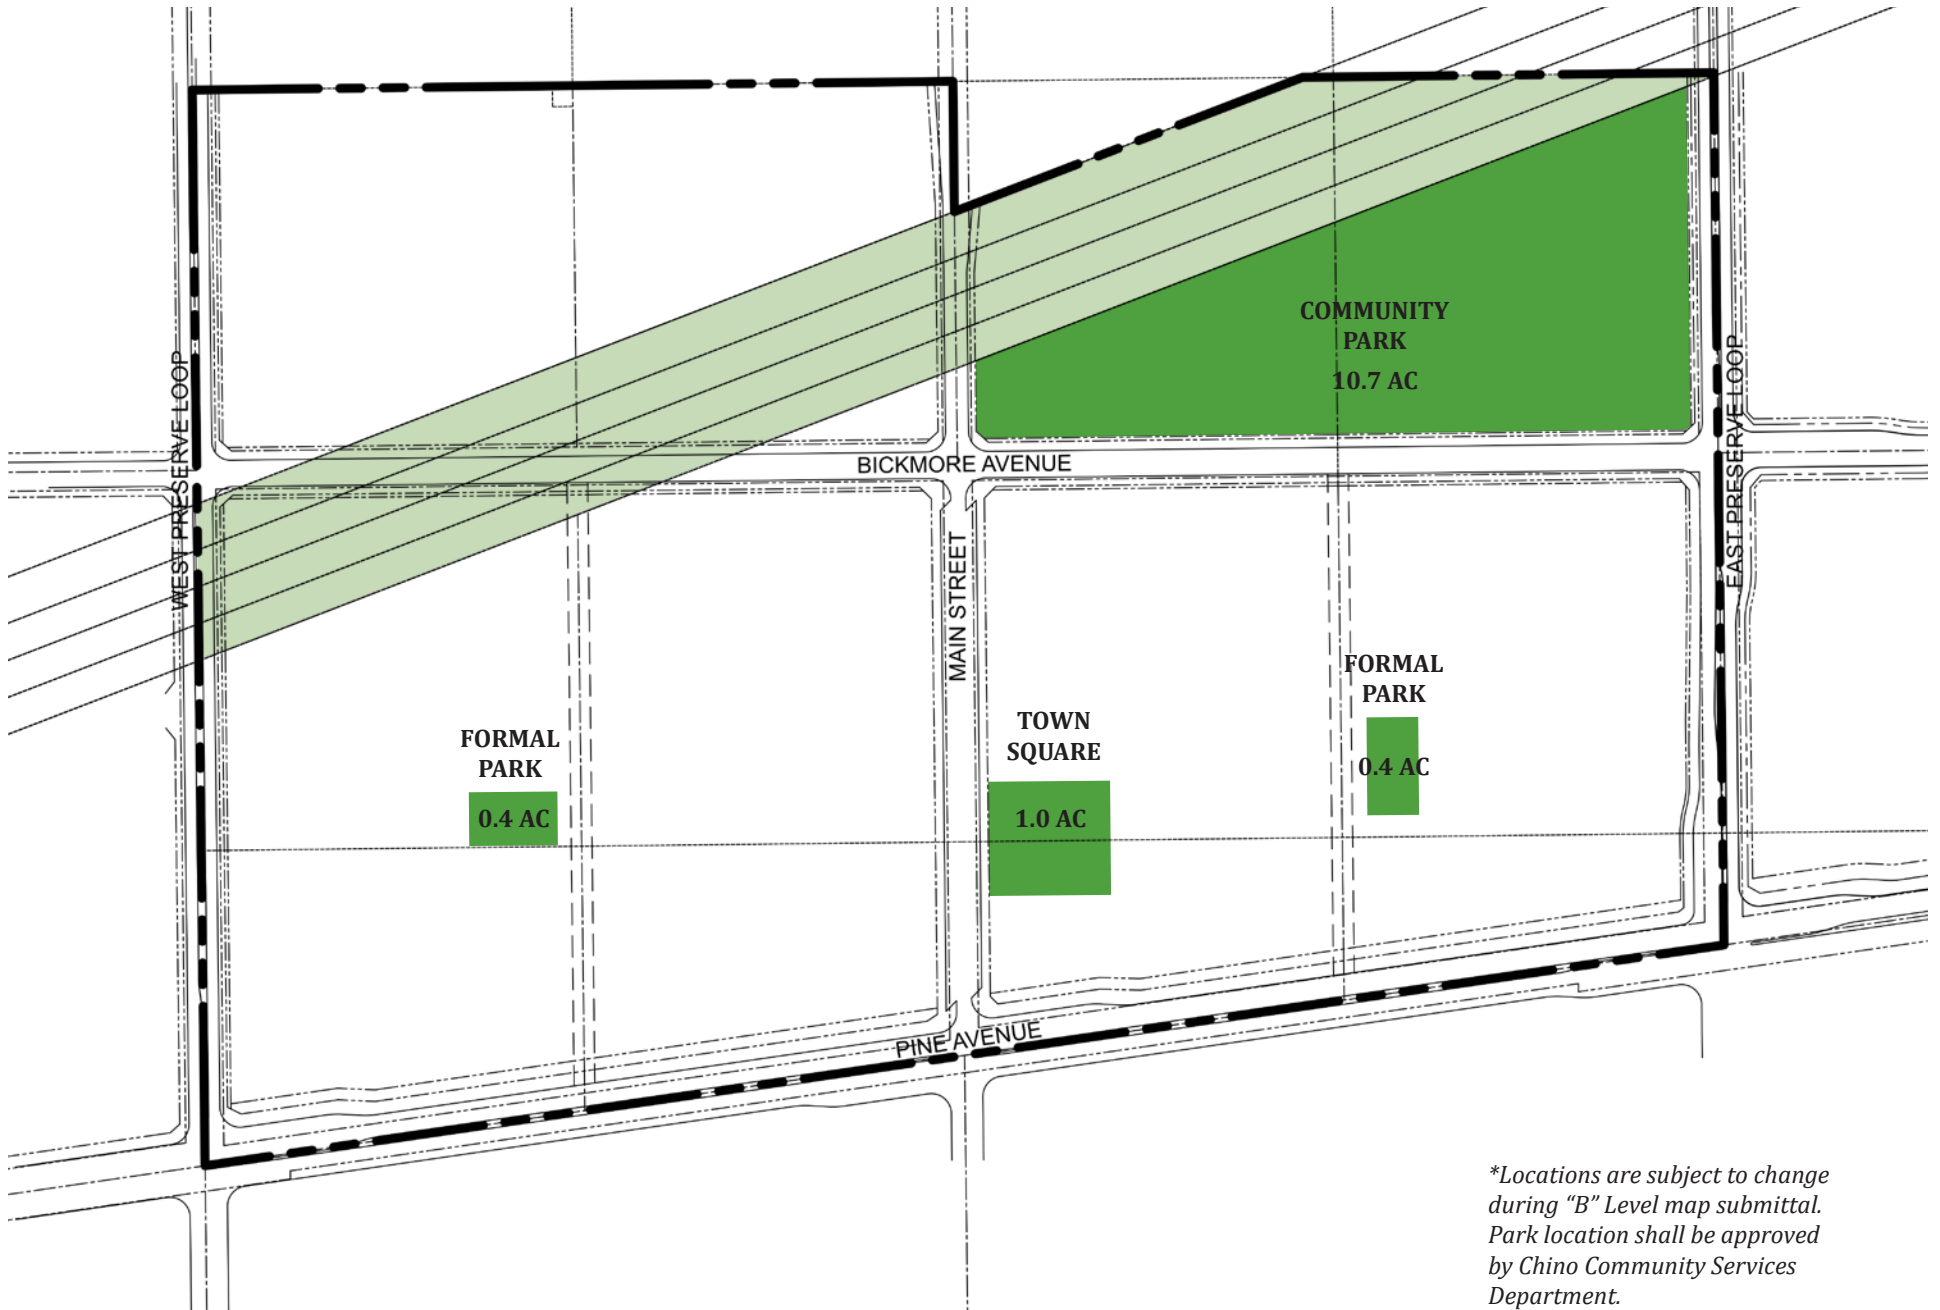 COMMUNITY
PARK
10.7 AC
WEST PRESERVE LOOP
EAST PRESERVE LOOP
BICKMORE AVENUE
MAIN STREET
FORMAL
PARK
0.4 AC
TOWN
SQUARE
1.0 AC
FORMAL
PARK
0.4 AC
PINE AVENUE
*Locations are subject to change
during “B” Level map submittal.
Park location shall be approved
by Chino Community Services
Department.